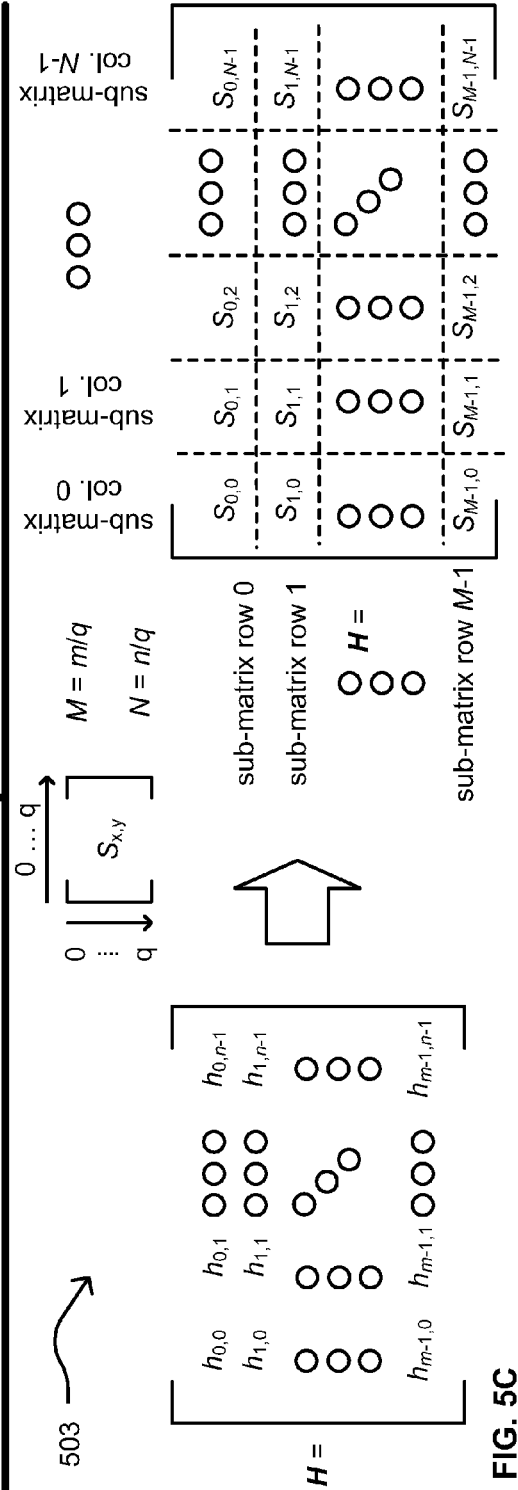 503
H =
h0,0 h0,1 h0,n-1
h1,0 h1,1 h1,n-1
hm-1,0 hm-1,1 hm-1,n-1
0 ... q
0 ... q
Sx,y
M = m/q
N = n/q
sub-matrix col. 0
sub-matrix col. 1
sub-matrix col. N-1
sub-matrix row 0
sub-matrix row 1
H =
sub-matrix row M-1
S0,0 S0,1 S0,2 S0,N-1
S1,0 S1,1 S1,2 S1,N-1
SM-1,0 SM-1,1 SM-1,2 SM-1,N-1
FIG. 5C